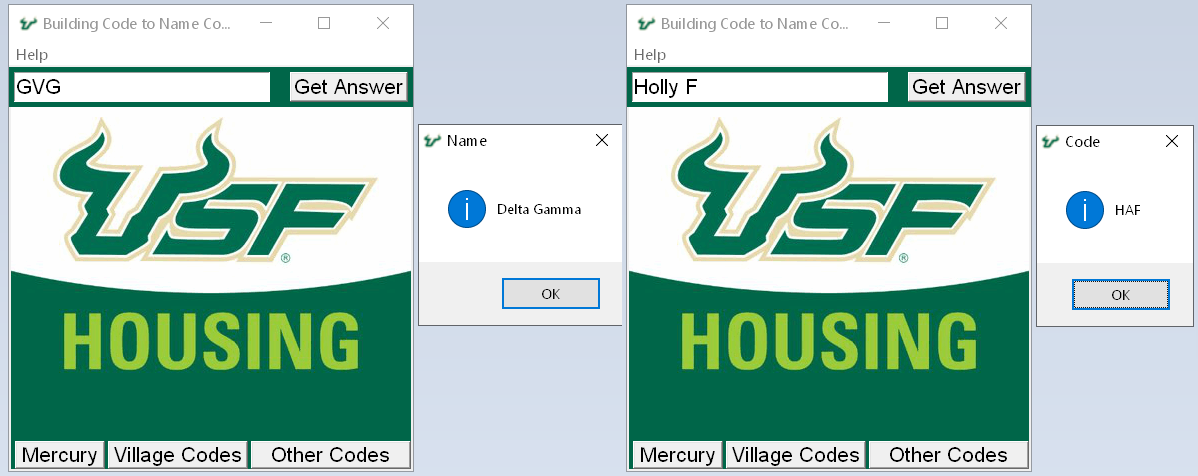 Building Code to Name Co...
Help
GVG
Get Answer
USF
®
HOUSING
Mercury
Village Codes
Other Codes
Name
Delta Gamma
OK
Building Code to Name Co...
Help
Holly F
Get Answer
USF
®
HOUSING
Mercury
Village Codes
Other Codes
Code
HAF
OK